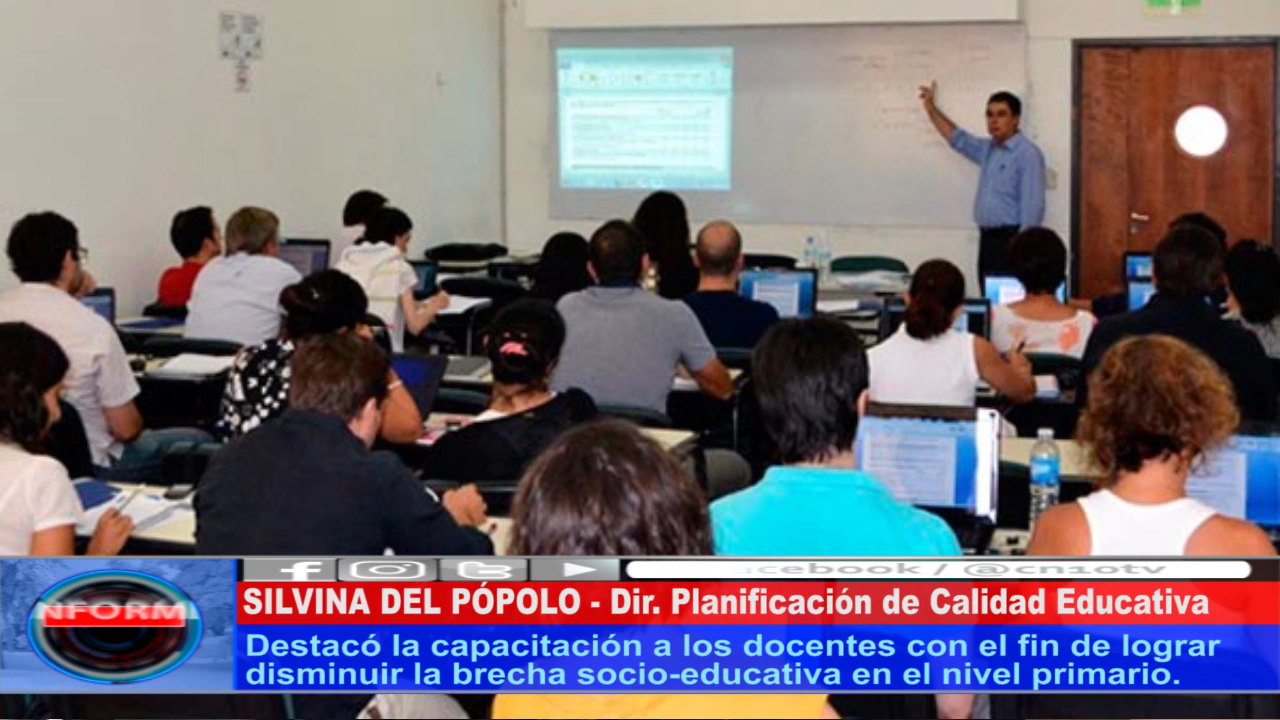 acebook / @cn10tv
NFORM
SILVINA DEL PÓPOLO - Dir. Planificación de Calidad Educativa
Destacó la capacitación a los docentes con el fin de lograr
disminuir la brecha socio-educativa en el nivel primario.